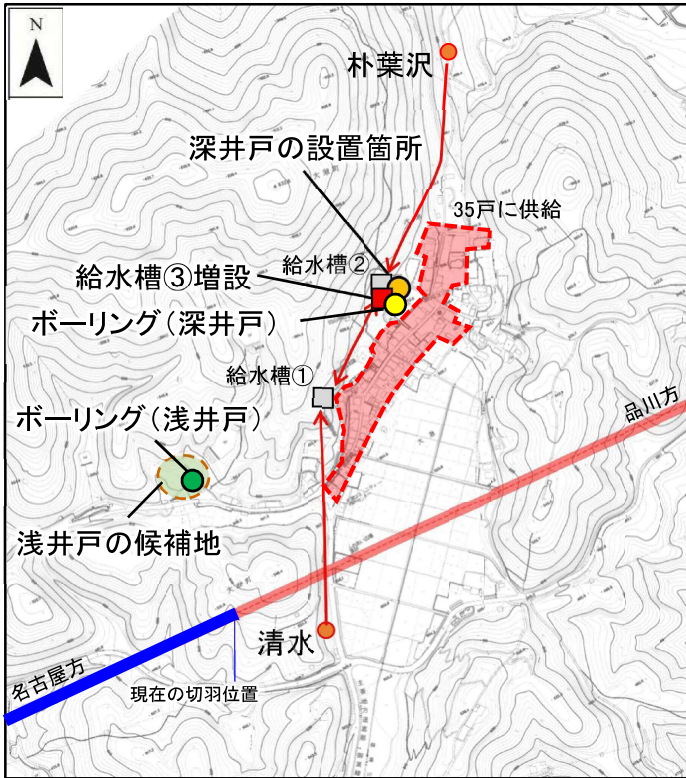 N
朴葉沢
深井戸の設置箇所
35戸に供給
給水槽②
給水槽③増設
ボーリング（深井戸）
給水槽①
品川方
ボーリング（浅井戸）
浅井戸の候補地
清水
名古屋方
現在の切羽位置